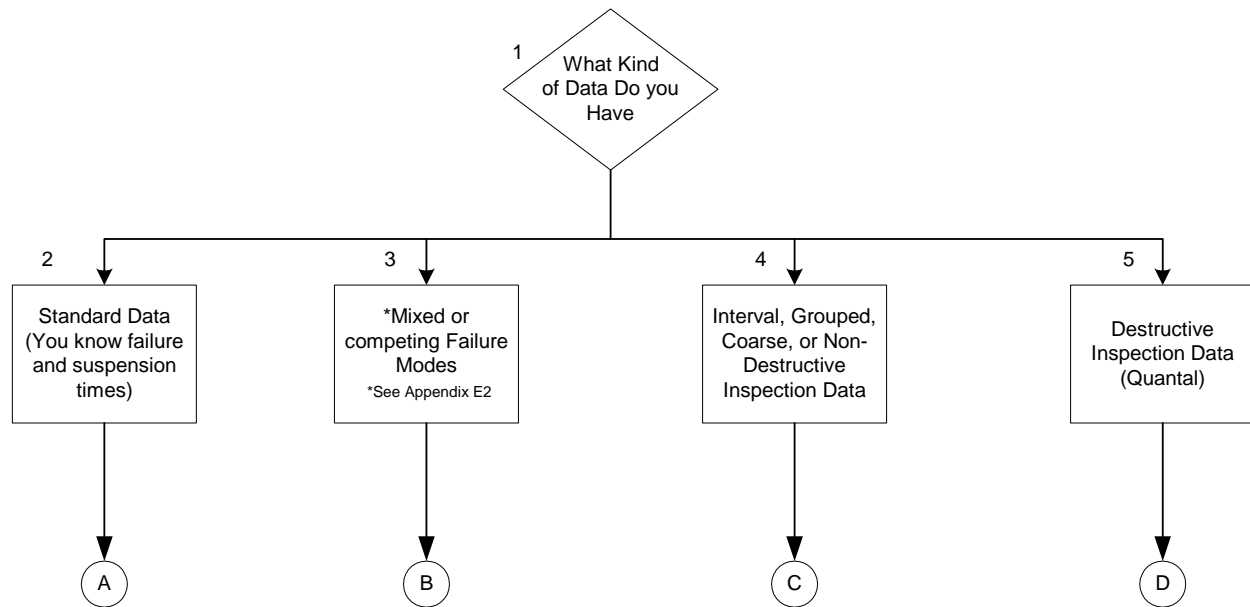 1
What Kind
of Data Do you
Have
2
3
4
5
Standard Data
(You know failure
and suspension
times)
*Mixed or
competing Failure
Modes
*See Appendix E2
Interval, Grouped,
Coarse, or Non-
Destructive
Inspection Data
Destructive
Inspection Data
(Quantal)
A
B
C
D